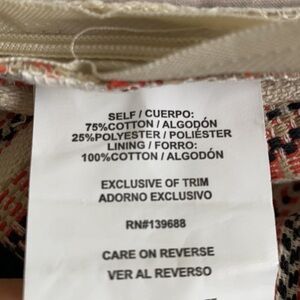 SELF / CUERPO:
75%COTTON / ALGODÓN
25%POLYESTER / POLIÉSTER
LINING / FORRO:
100%COTTON / ALGODÓN
EXCLUSIVE OF TRIM
ADORNO EXCLUSIVO
RN#139688
CARE ON REVERSE
VER AL REVERSO